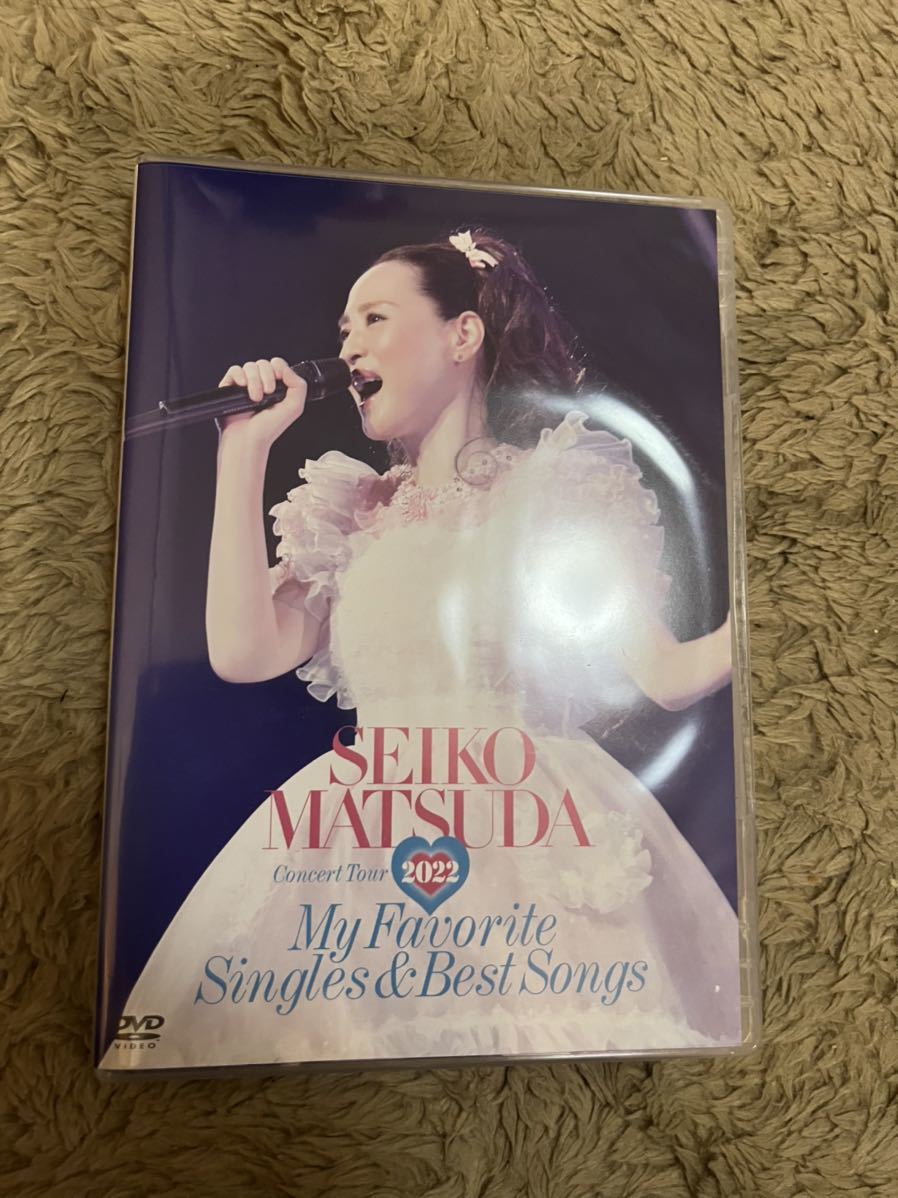 SEIKO
MATSUDA
Concert Tour 2022
My Favorite
Singles & Best Songs
DVD
VIDEO